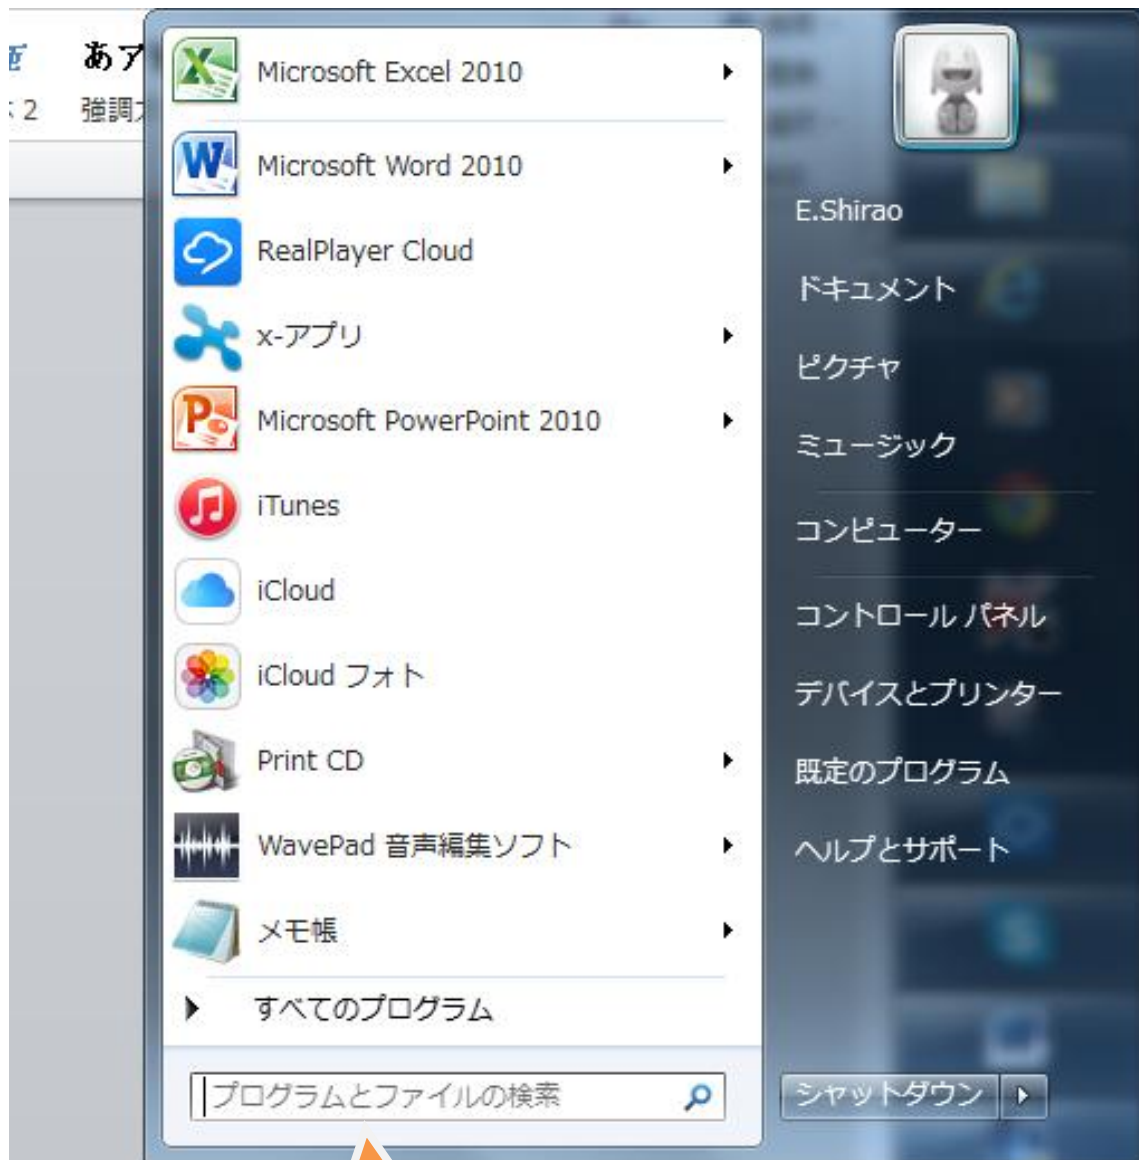 あア
2
強調
Microsoft Excel 2010
Microsoft Word 2010
RealPlayer Cloud
x-アプリ
Microsoft PowerPoint 2010
iTunes
iCloud
iCloud フォト
Print CD
WavePad 音声編集ソフト
メモ帳
すべてのプログラム
プログラムとファイルの検索
E.Shirao
ドキュメント
ピクチャ
ミュージック
コンピューター
コントロール パネル
デバイスとプリンター
既定のプログラム
ヘルプとサポート
シャットダウン